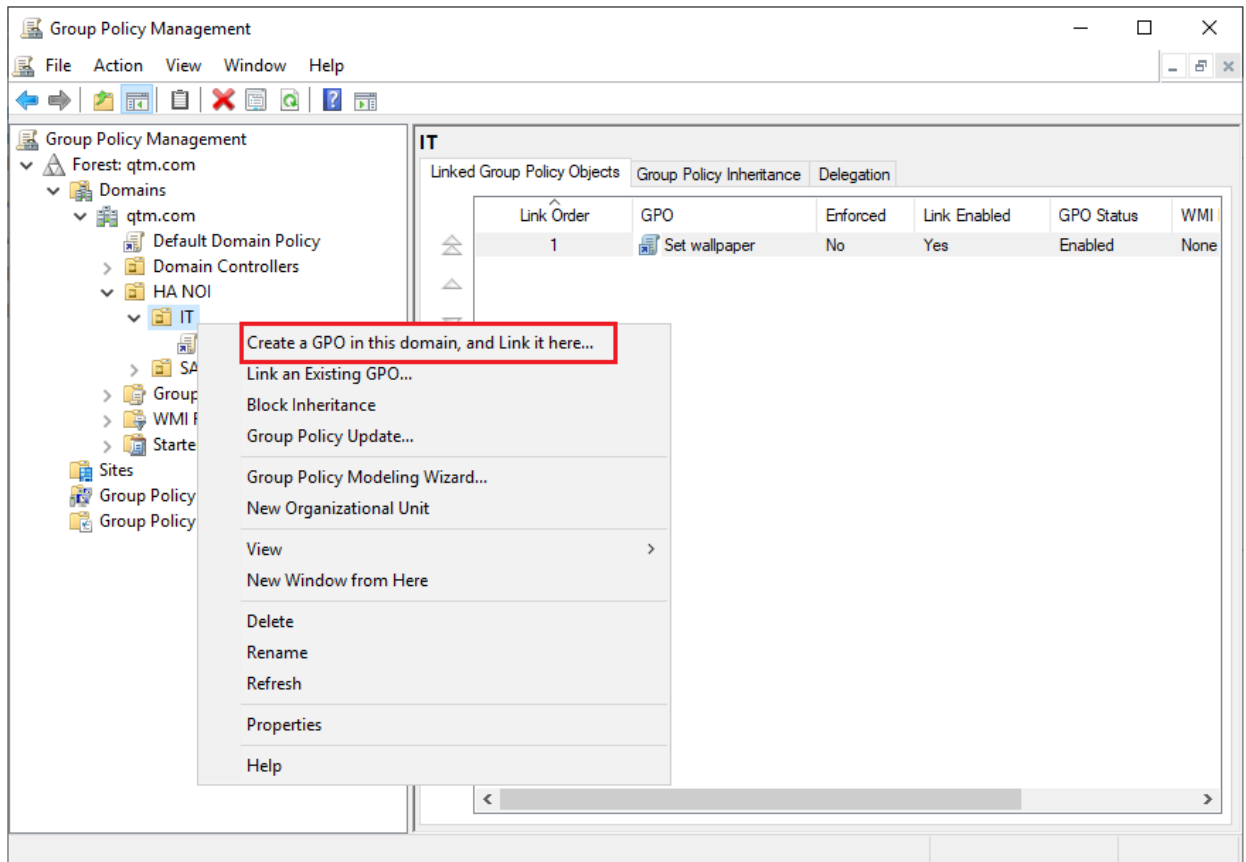 Group Policy Management
File Action View Window Help
Group Policy Management
Forest: qtm.com
Domains
qtm.com
Default Domain Policy
Domain Controllers
HA NOI
IT
SA
Group
WMI F
Starte
Sites
Group Policy
Group Policy
IT
Linked Group Policy Objects Group Policy Inheritance Delegation
Link Order GPO Enforced Link Enabled GPO Status WMI
1 Set wallpaper No Yes Enabled None
Create a GPO in this domain, and Link it here...
Link an Existing GPO...
Block Inheritance
Group Policy Update...
Group Policy Modeling Wizard...
New Organizational Unit
View
New Window from Here
Delete
Rename
Refresh
Properties
Help